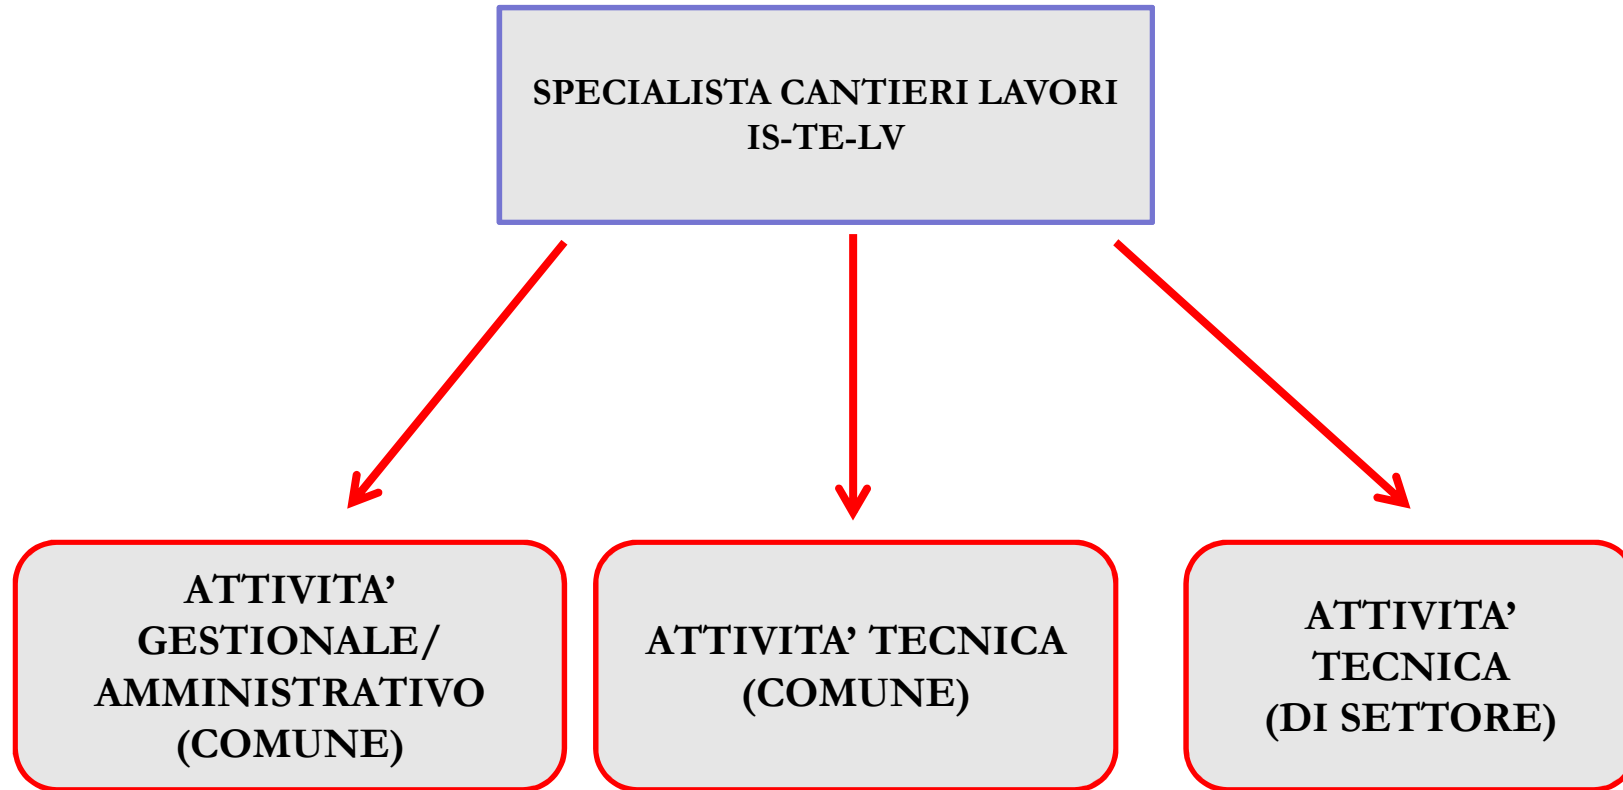 SPECIALISTA CANTIERI LAVORI
IS-TE-LV
ATTIVITA’
GESTIONALE/
AMMINISTRATIVO
(COMUNE)
ATTIVITA’ TECNICA
(COMUNE)
ATTIVITA’
TECNICA
(DI SETTORE)